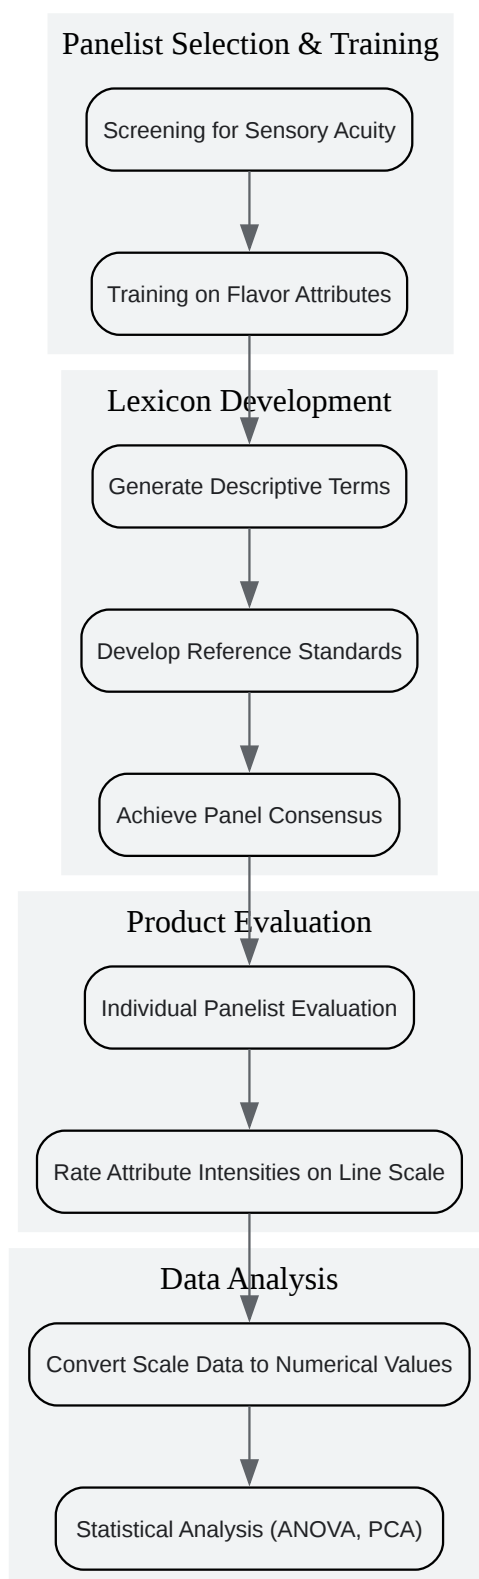 Panelist Selection & Training
Screening for Sensory Acuity
Training on Flavor Attributes
Lexicon Development
Generate Descriptive Terms
Develop Reference Standards
Achieve Panel Consensus
Product Evaluation
Individual Panelist Evaluation
Rate Attribute Intensities on Line Scale
Data Analysis
Convert Scale Data to Numerical Values
Statistical Analysis (ANOVA, PCA)